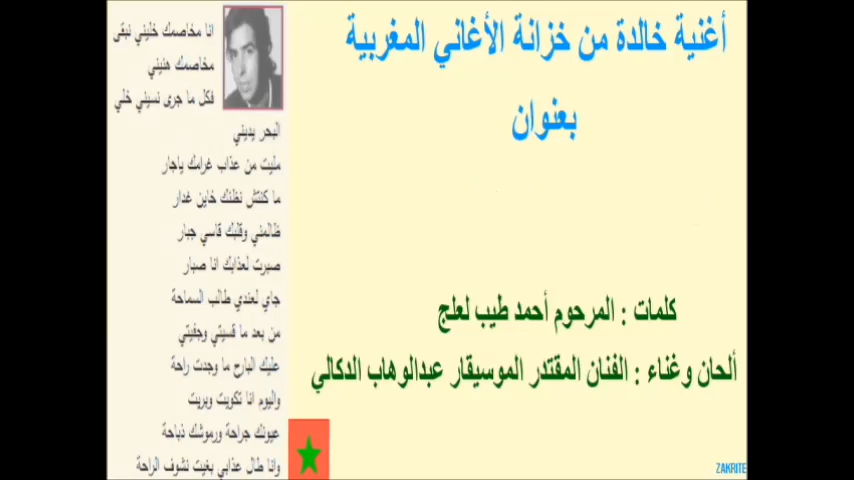 أغنية خالدة من خزانة الأغاني المغربية
بعنوان
كلمات : المرحوم أحمد طيب لعلج
ألحان وغناء : الفنان المقتدر الموسيقار عبدالوهاب الدكالي
انا مخاصمك خليني نبقى
مخاصمك هنيني
فكل ما جرى نسيني خلي
البحر يديني
مليت من عذاب غرامك ياجار
ما كنتش نظنك خاين غدار
ظالمني وقلبك قاسي جبار
صبرت لعذابك انا صبار
جاي لعندي طالب السماحة
من بعد ما قسيتي وجفيتي
عليك البارح ما وجدت راحة
واليوم انا تكويت وبريت
عيونك جراحة ورموشك ذباحة
وانا طال عذابي بغيت نشوف الراحة
ZAKRITE